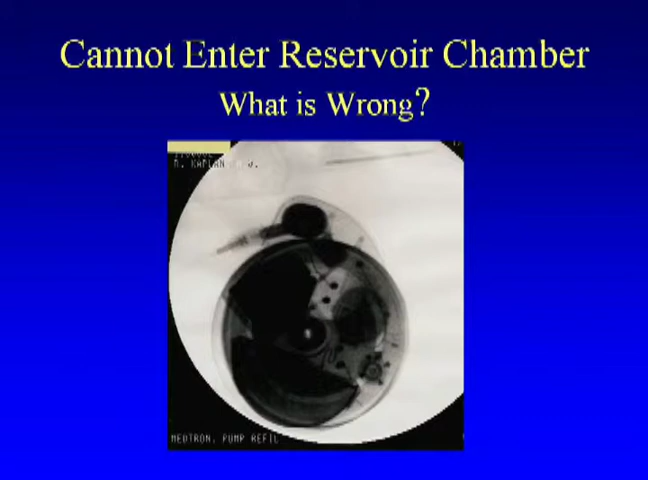 Cannot Enter Reservoir Chamber
What is Wrong?
MEDTRON. PUMP REFIL